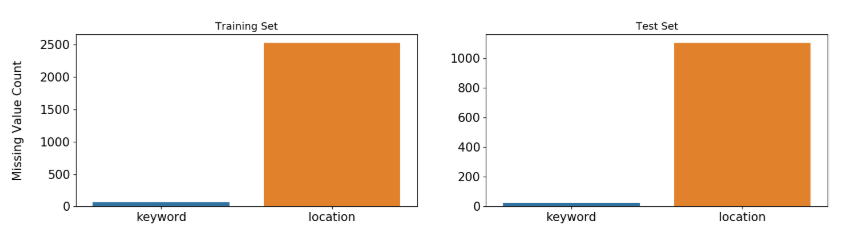 Training Set
Missing Value Count
2500
2000
1500
1000
500
0
keyword
location
Test Set
1000
800
600
400
200
0
keyword
location